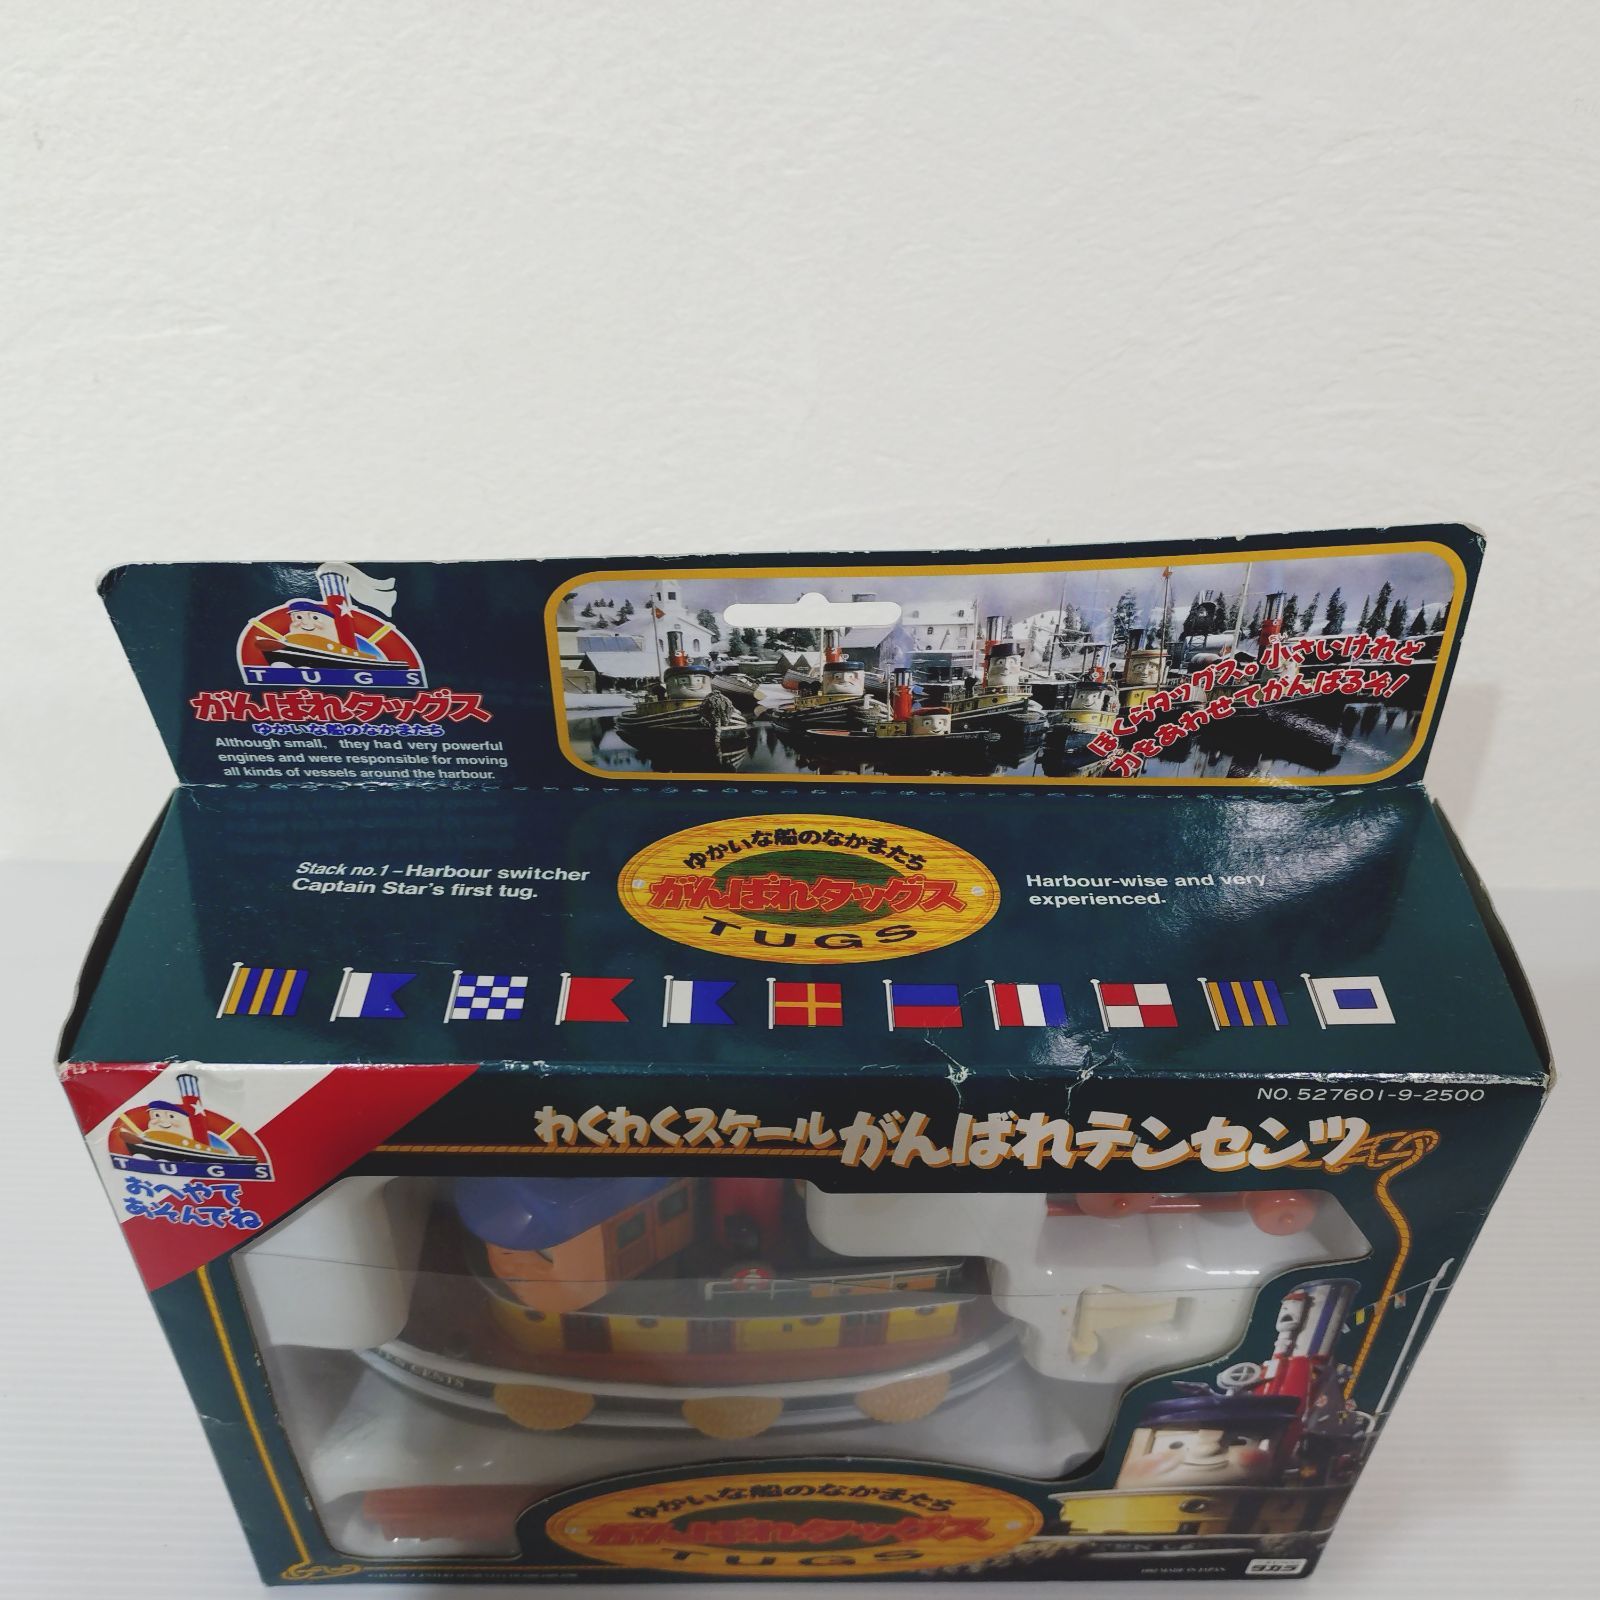 TUGS
がんばれタッグス
ゆかいな船のなかまたち
Although small, they had very powerful
engines and were responsible for moving
all kinds of vessels around the harbour.
ぼくらタッグス。小さいけれど
力をあわせてがんばるぞ!
Stack no.1 - Harbour switcher
Captain Star's first tug.
ゆかいな船のなかまたち
がんばれタッグス
TUGS
Harbour-wise and very
experienced.
NO.527601-9-2500
TUGS
おへやで
あそんでね
わくわくスケール がんばれテンセンツ
TEN CENTS
ゆかいな船のなかまたち
がんばれタッグス
TUGS
タカラ